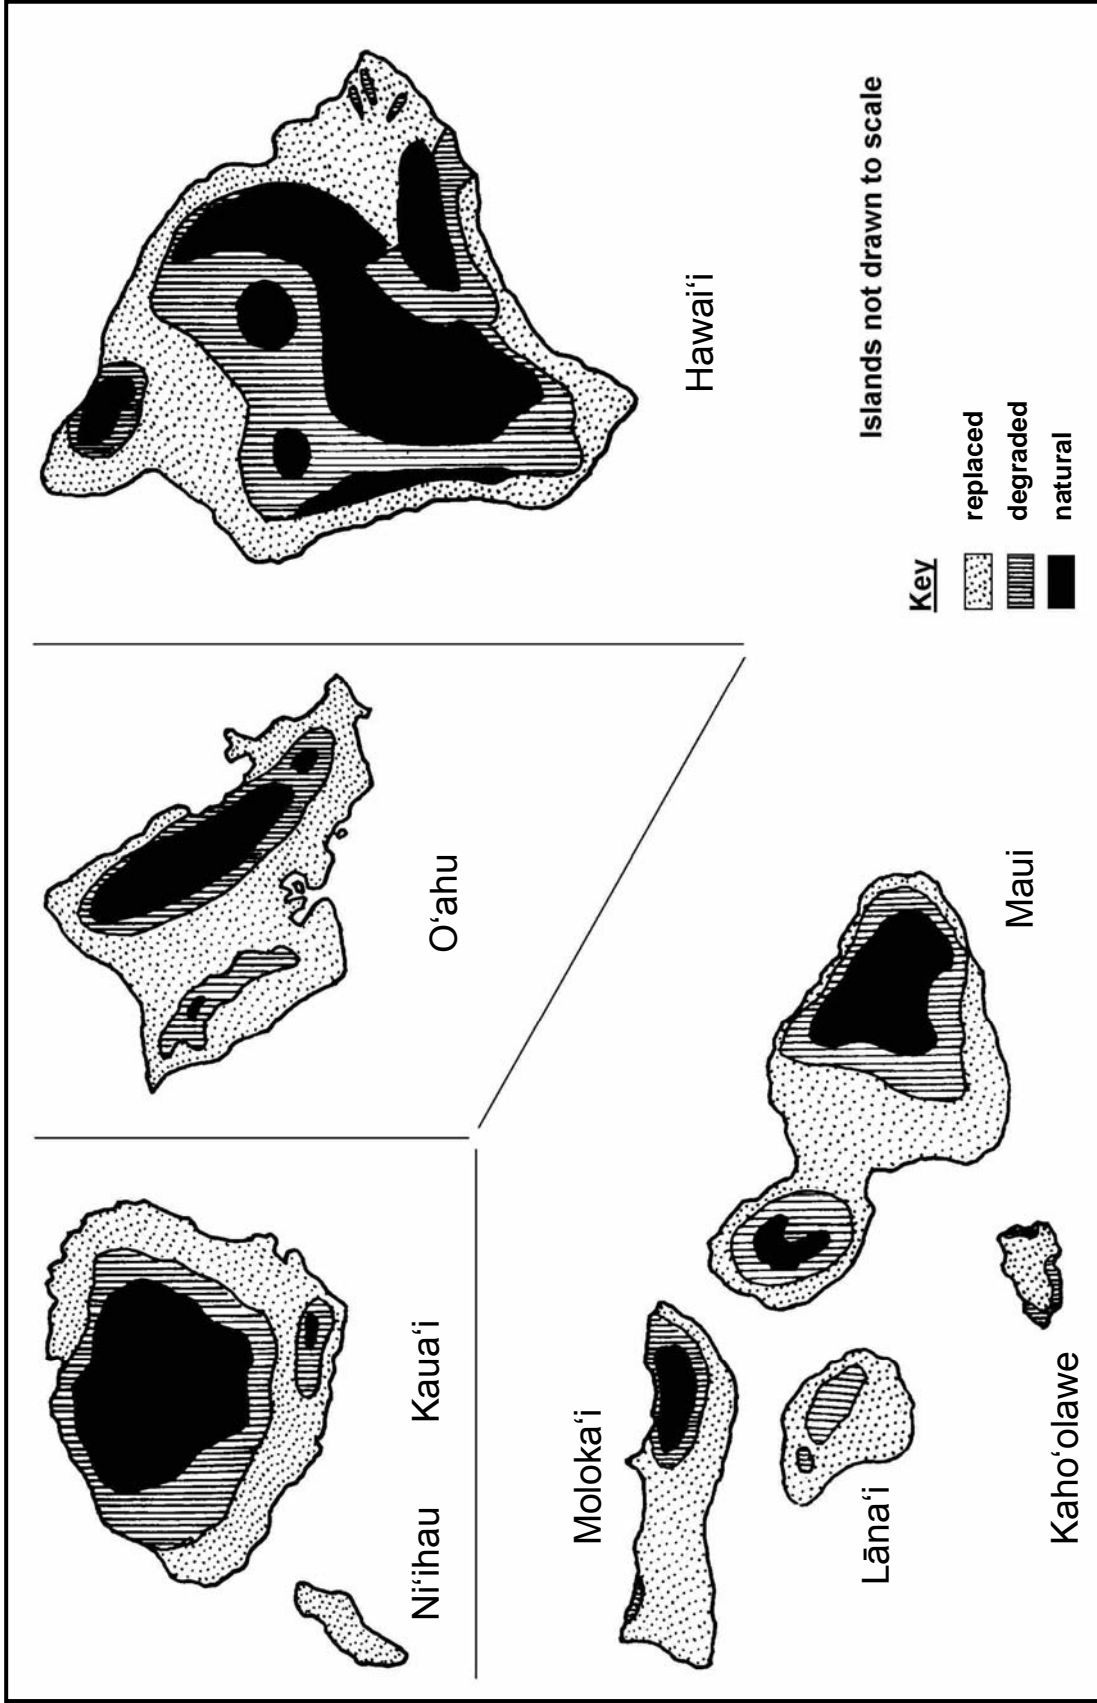 Ni‘ihau
Kaua‘i
O‘ahu
Hawai‘i
Moloka‘i
Lāna‘i
Kaho‘olawe
Maui
Islands not drawn to scale
Key
replaced
degraded
natural